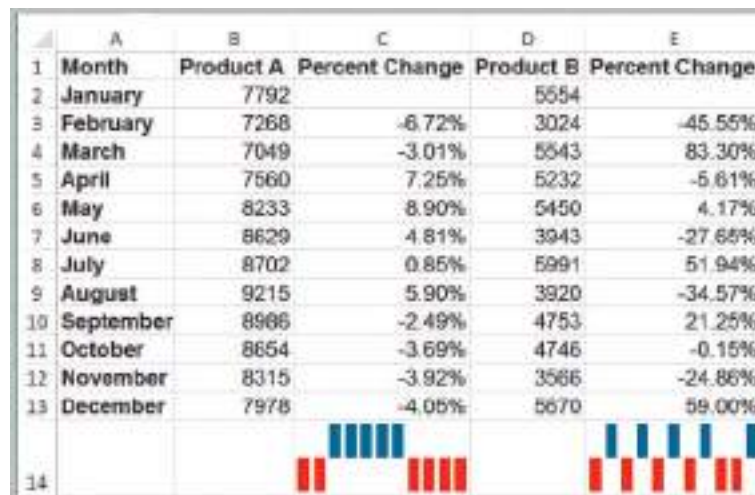 A B C D E
1 Month Product A Percent Change Product B Percent Change
2 January 7792 5554
3 February 7268 -6.72% 3024 -45.55%
4 March 7049 -3.01% 5543 83.30%
5 April 7560 7.25% 5232 -5.61%
6 May 8233 8.90% 5450 4.17%
7 June 8629 4.81% 3943 -27.65%
8 July 8702 0.85% 5991 51.94%
9 August 9215 5.90% 3920 -34.57%
10 September 8986 -2.49% 4753 21.25%
11 October 8654 -3.69% 4746 -0.15%
12 November 8315 -3.92% 3566 -24.86%
13 December 7978 -4.05% 5670 59.00%
14